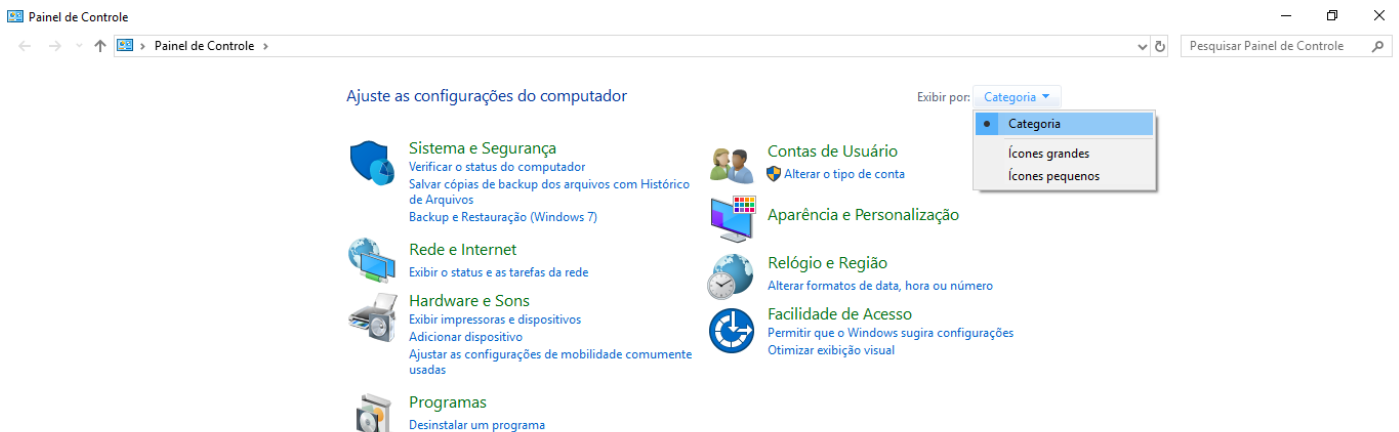 Painel de Controle
Painel de Controle
Pesquisar Painel de Controle
Ajuste as configurações do computador
Exibir por: Categoria
Categoria
Ícones grandes
Ícones pequenos
Sistema e Segurança
Verificar o status do computador
Salvar cópias de backup dos arquivos com Histórico
de Arquivos
Backup e Restauração (Windows 7)
Rede e Internet
Exibir o status e as tarefas da rede
Hardware e Sons
Exibir impressoras e dispositivos
Adicionar dispositivo
Ajustar as configurações de mobilidade comumente
usadas
Programas
Desinstalar um programa
Contas de Usuário
Alterar o tipo de conta
Aparência e Personalização
Relógio e Região
Alterar formatos de data, hora ou número
Facilidade de Acesso
Permitir que o Windows sugira configurações
Otimizar exibição visual